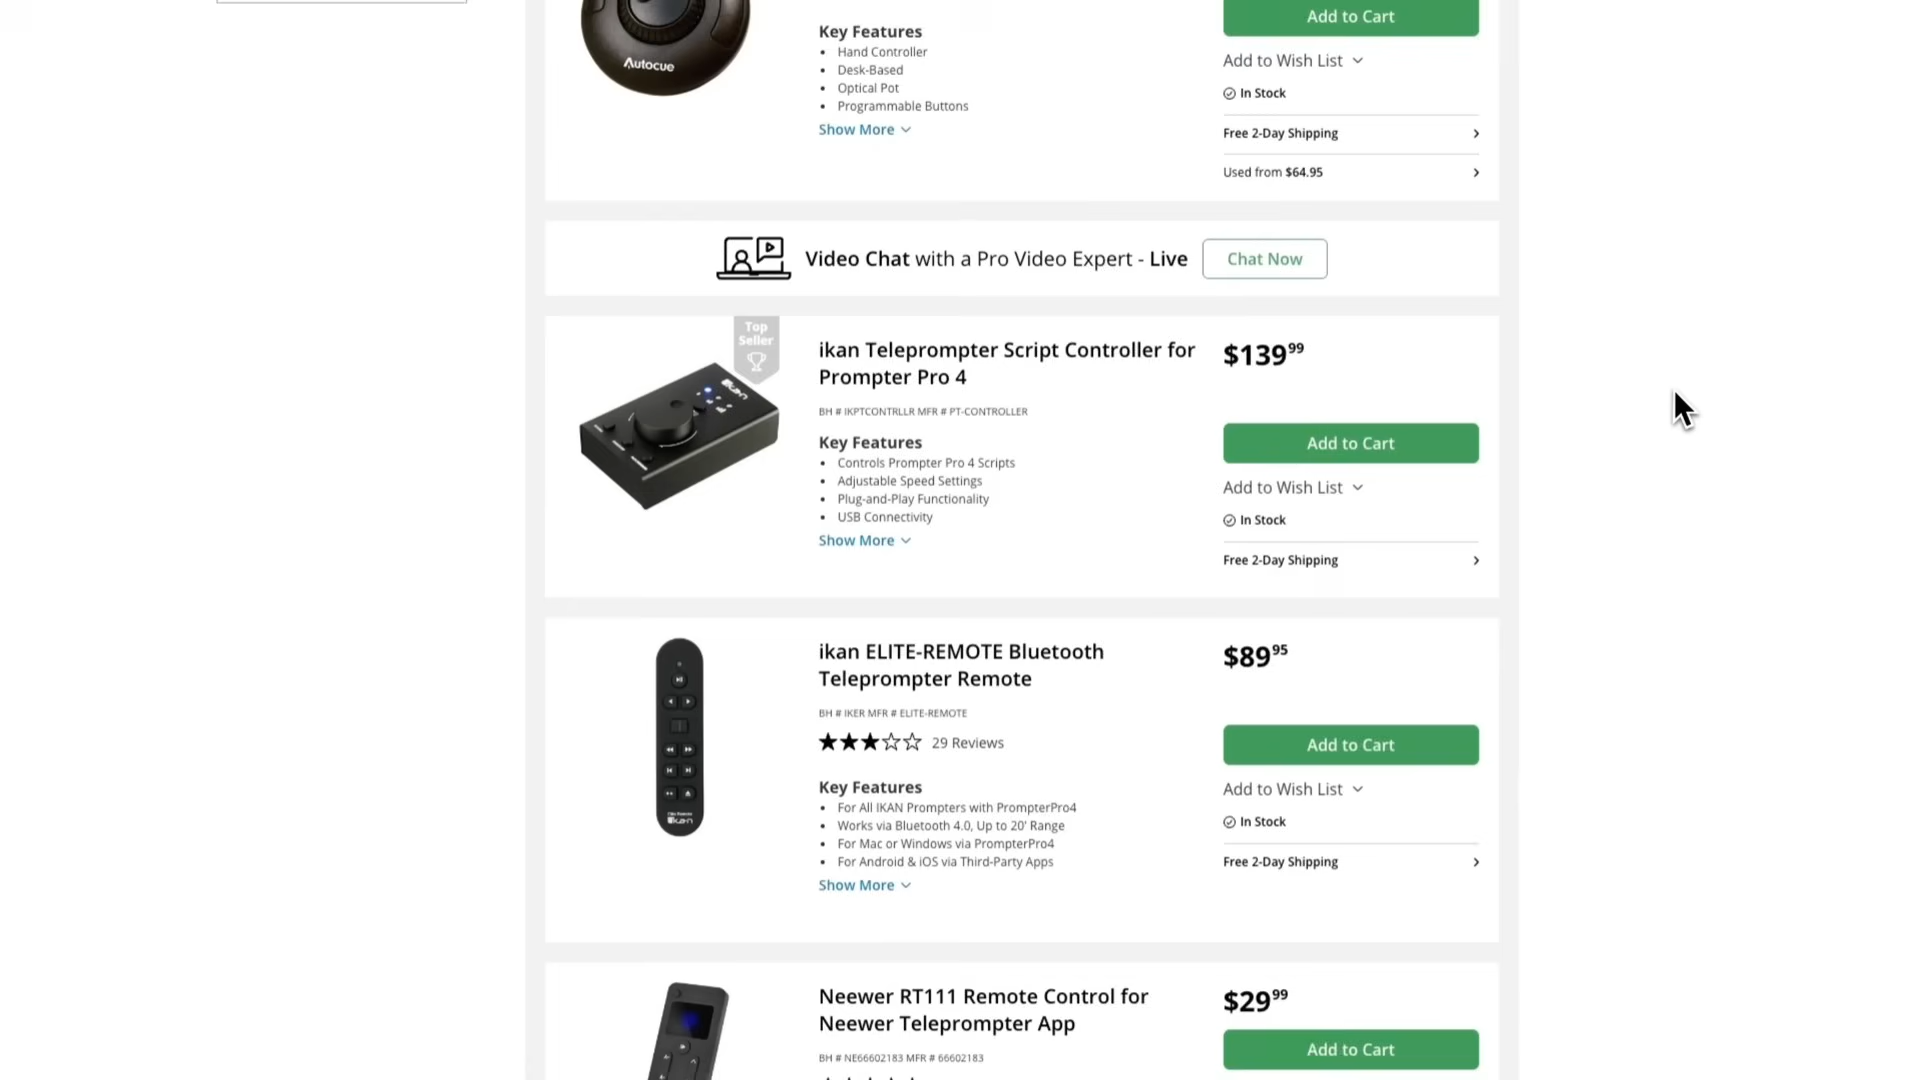 Autocue
Key Features
Hand Controller
Desk-Based
Optical Pot
Programmable Buttons
Show More
Add to Cart
Add to Wish List
In Stock
Free 2-Day Shipping
Used from $64.95
Video Chat with a Pro Video Expert - Live
Chat Now
Top
Seller
ikan
ikan Teleprompter Script Controller for
Prompter Pro 4
BH # IKPTCONTRLLR MFR # PT-CONTROLLER
Key Features
Controls Prompter Pro 4 Scripts
Adjustable Speed Settings
Plug-and-Play Functionality
USB Connectivity
Show More
$139.99
Add to Cart
Add to Wish List
In Stock
Free 2-Day Shipping
ikan
ikan ELITE-REMOTE Bluetooth
Teleprompter Remote
BH # IKER MFR # ELITE-REMOTE
29 Reviews
Key Features
For All IKAN Prompters with PrompterPro4
Works via Bluetooth 4.0, Up to 20' Range
For Mac or Windows via PrompterPro4
For Android & iOS via Third-Party Apps
Show More
$89.95
Add to Cart
Add to Wish List
In Stock
Free 2-Day Shipping
Neewer RT111 Remote Control for
Neewer Teleprompter App
BH # NE66602183 MFR # 66602183
$29.99
Add to Cart